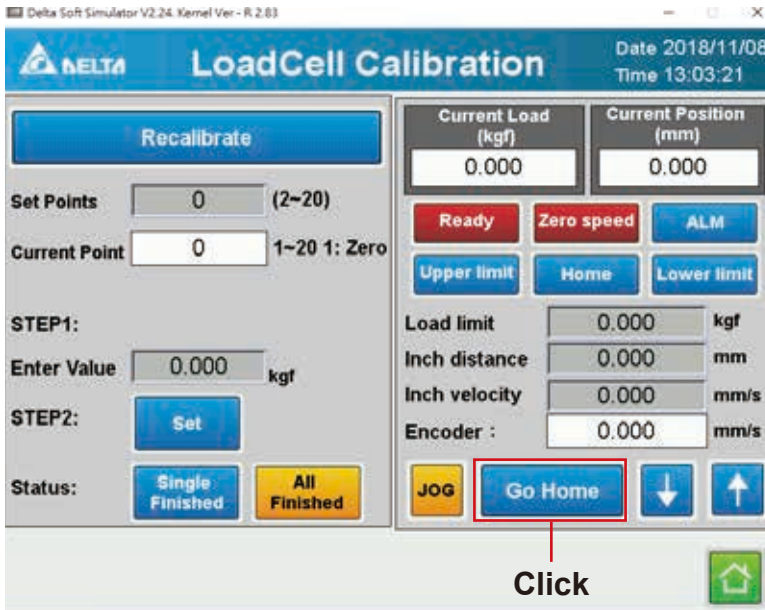 Delta Soft Simulator V2.24. Kernel Ver - R 2.83
DELTA
LoadCell Calibration
Date 2018/11/08
Time 13:03:21
Recalibrate
Set Points 0 (2~20)
Current Point 0 1~20 1: Zero
STEP1:
Enter Value 0.000 kgf
STEP2: Set
Status: Single Finished All Finished
Current Load
(kgf)
0.000
Current Position
(mm)
0.000
Ready Zero speed ALM
Upper limit Home Lower limit
Load limit 0.000 kgf
Inch distance 0.000 mm
Inch velocity 0.000 mm/s
Encoder : 0.000 mm/s
JOG Go Home
Click